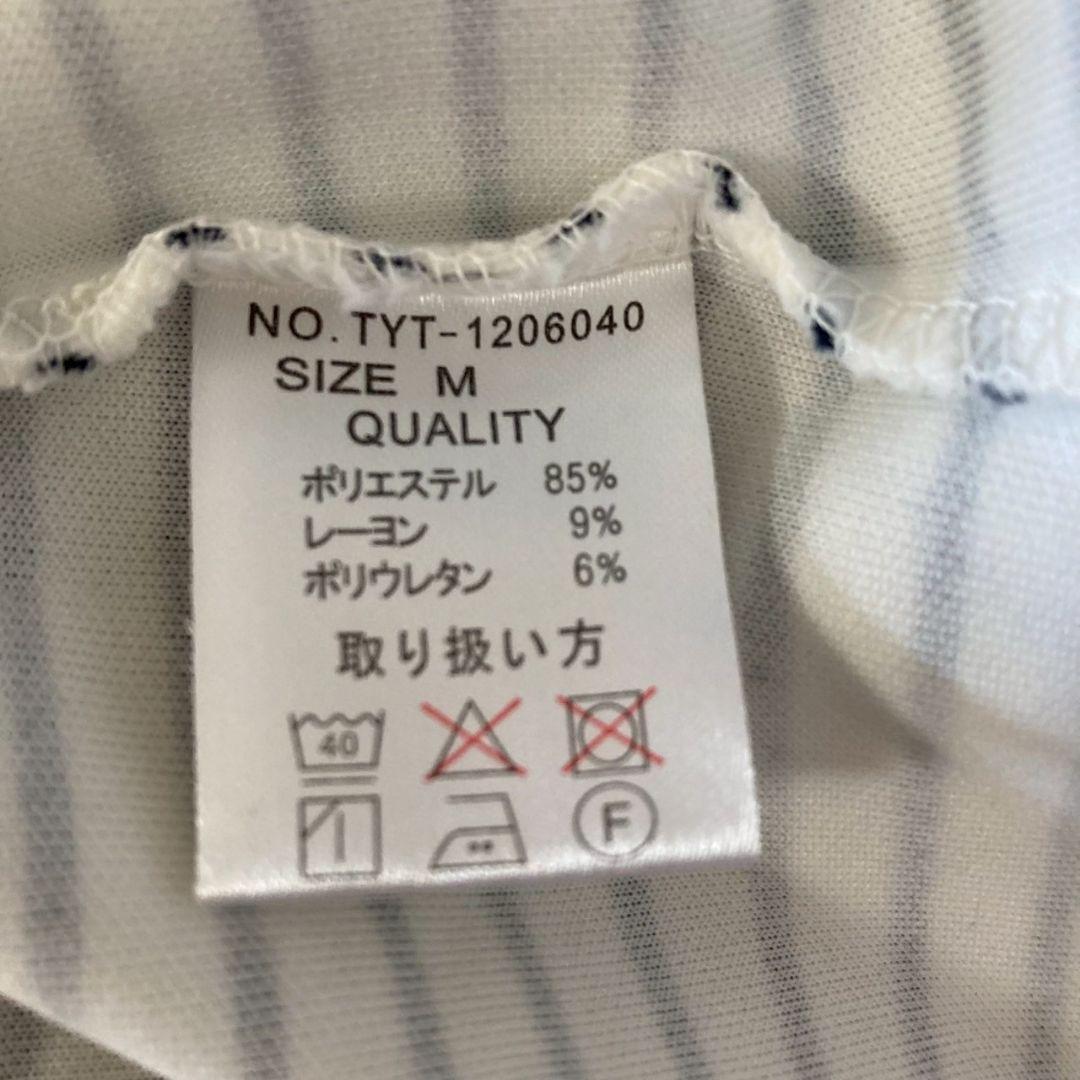 NO. TYT-1206040
SIZE M
QUALITY
ポリエステル 85%
レーヨン 9%
ポリウレタン 6%
取り扱い方
40
F